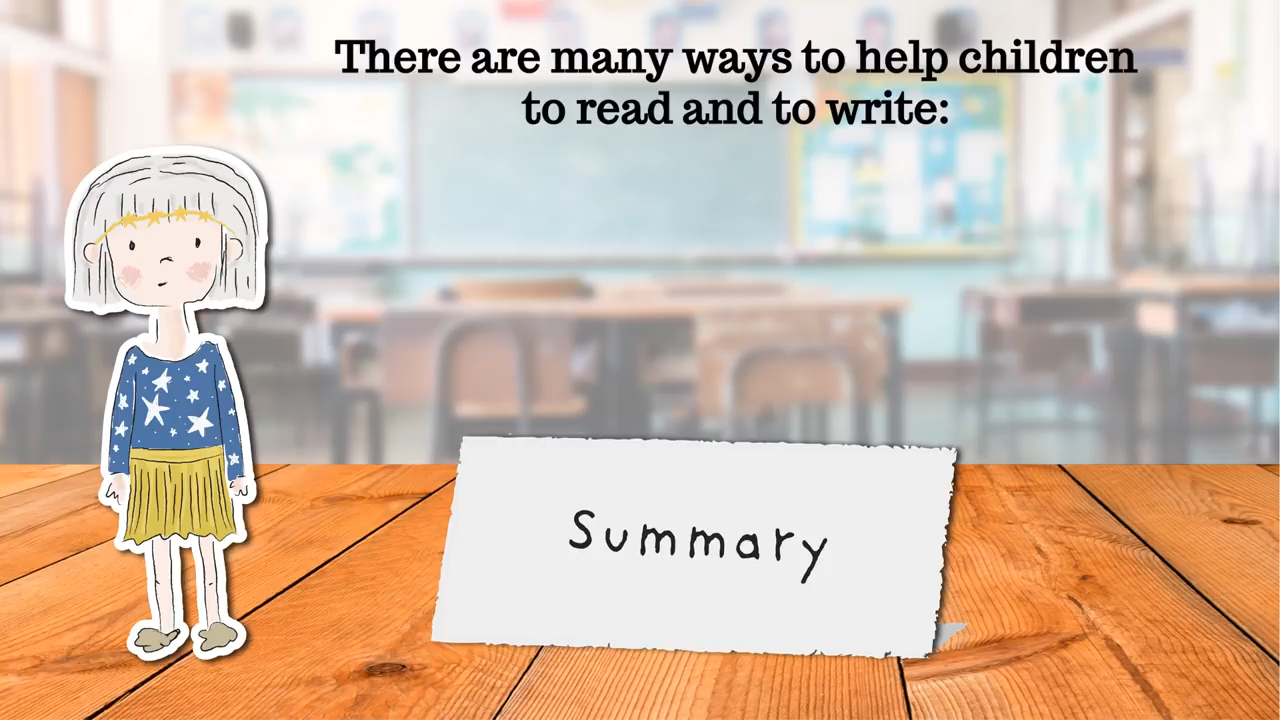 There are many ways to help children
to read and to write:
Summary